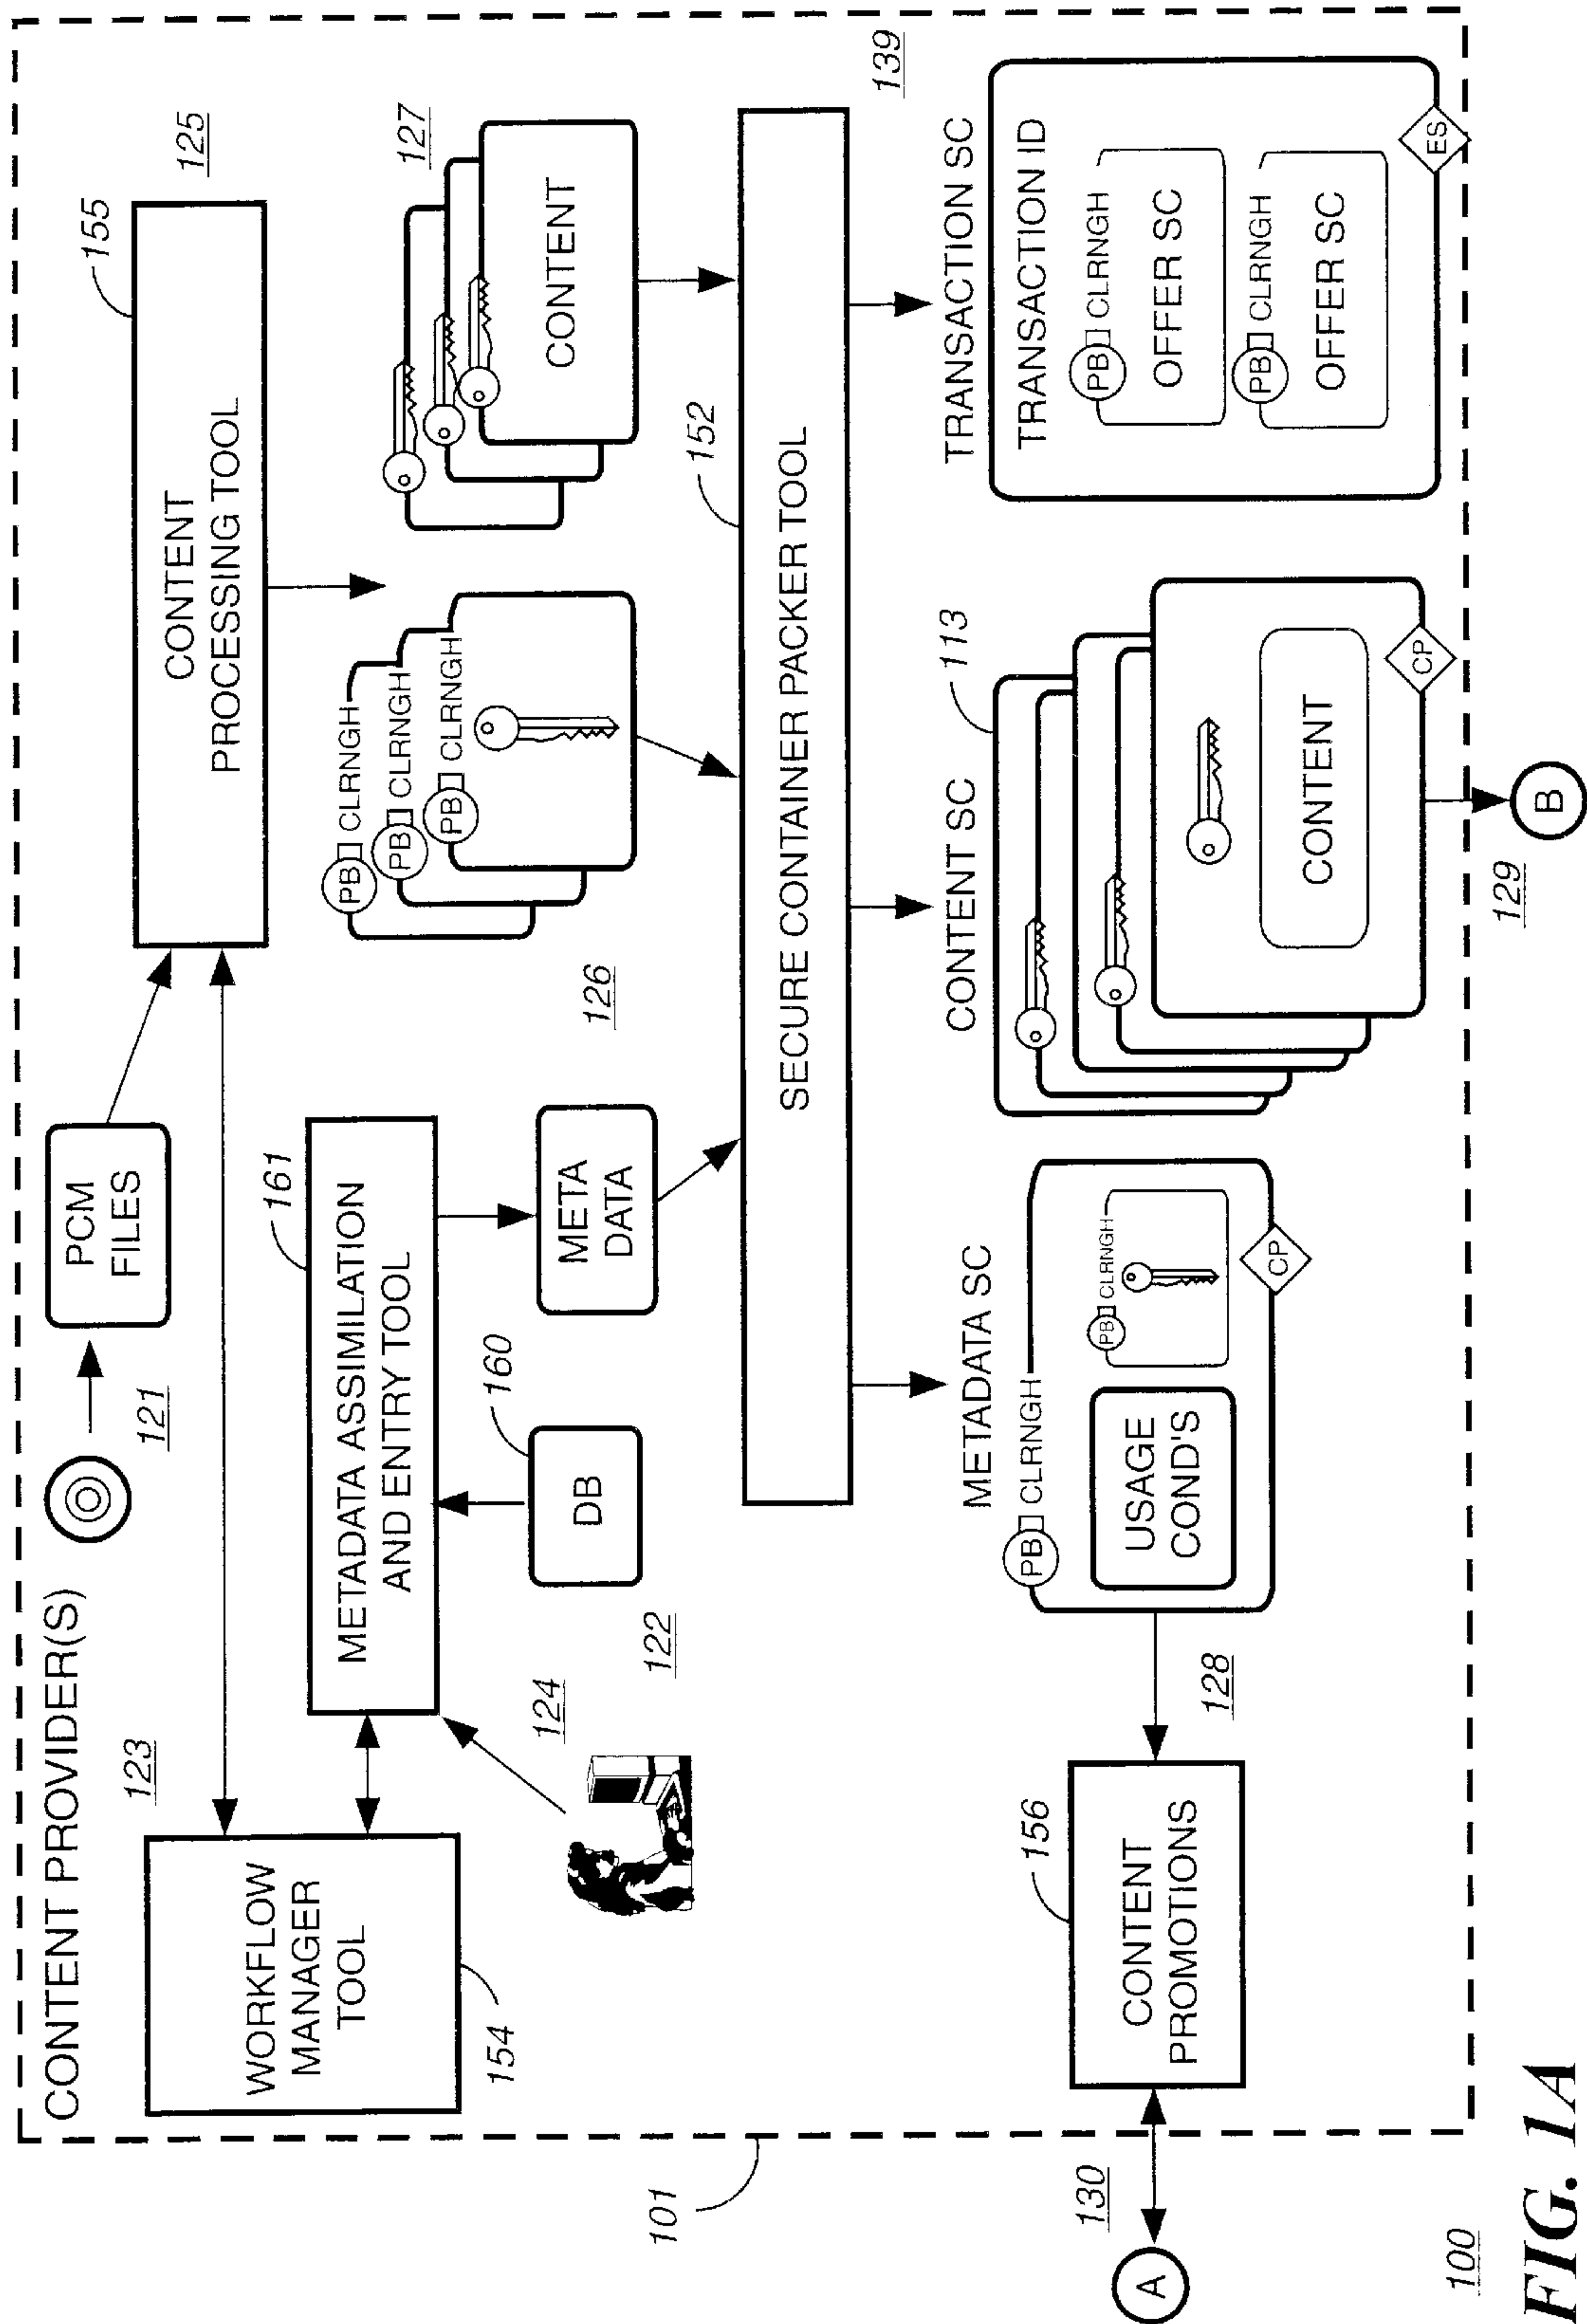 CONTENT PROVIDER(S)
121
PCM
FILES
155
125
CONTENT
PROCESSING TOOL
123
WORKFLOW
MANAGER
TOOL
154
161
METADATA ASSIMILATION
AND ENTRY TOOL
124
122
160
DB
META
DATA
126
PB CLRNGH
PB CLRNGH
PB CLRNGH
127
CONTENT
152
SECURE CONTAINER PACKER TOOL
139
METADATA SC
PB CLRNGH
USAGE
COND'S
PB CLRNGH
CP
128
156
CONTENT
PROMOTIONS
CONTENT SC
113
CONTENT
CP
TRANSACTION SC
TRANSACTION ID
PB CLRNGH
OFFER SC
PB CLRNGH
OFFER SC
ES
101
130
A
129
B
100
FIG. 1A